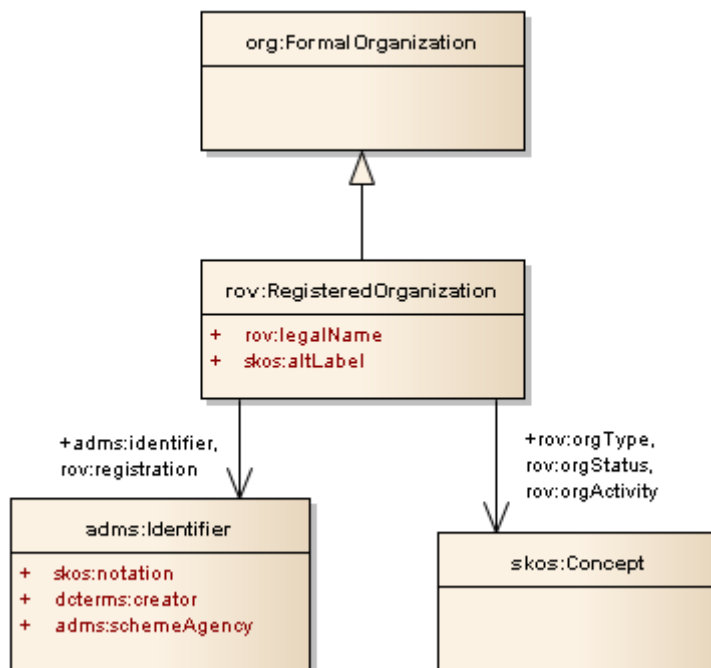 org:FormalOrganization
rov:RegisteredOrganization
+ rov:legalName
+ skos:altLabel
+adms:identifier,
rov:registration
+rov:orgType,
rov:orgStatus,
rov:orgActivity
adms:Identifier
+ skos:notation
+ dcterms:creator
+ adms:schemeAgency
skos:Concept